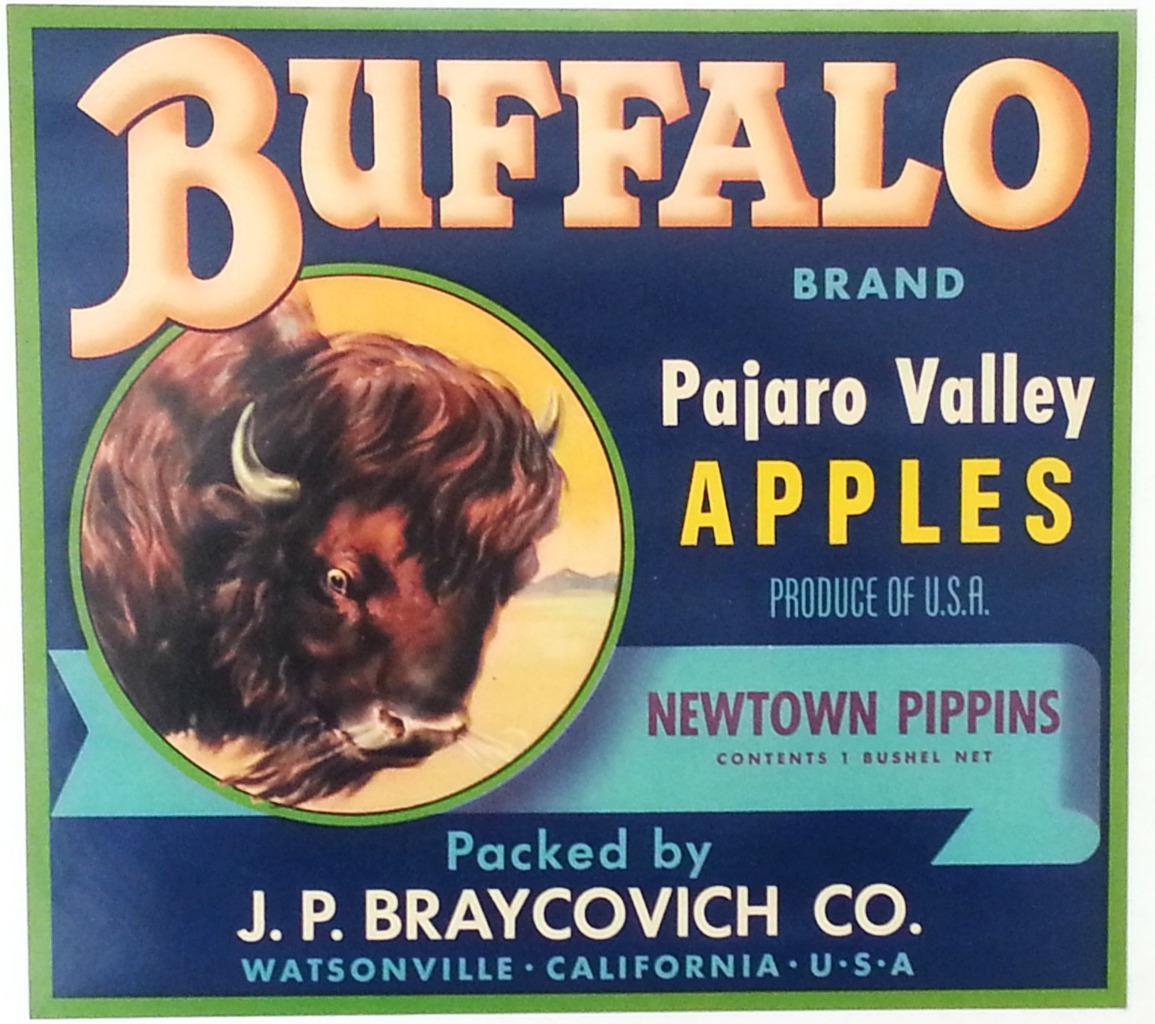 BUFFALO
BRAND
Pajaro Valley
APPLES
PRODUCE OF U.S.A.
NEWTOWN PIPPINS
CONTENTS 1 BUSHEL NET
Packed by
J. P. BRAYCOVICH CO.
WATSONVILLE · CALIFORNIA · U·S·A